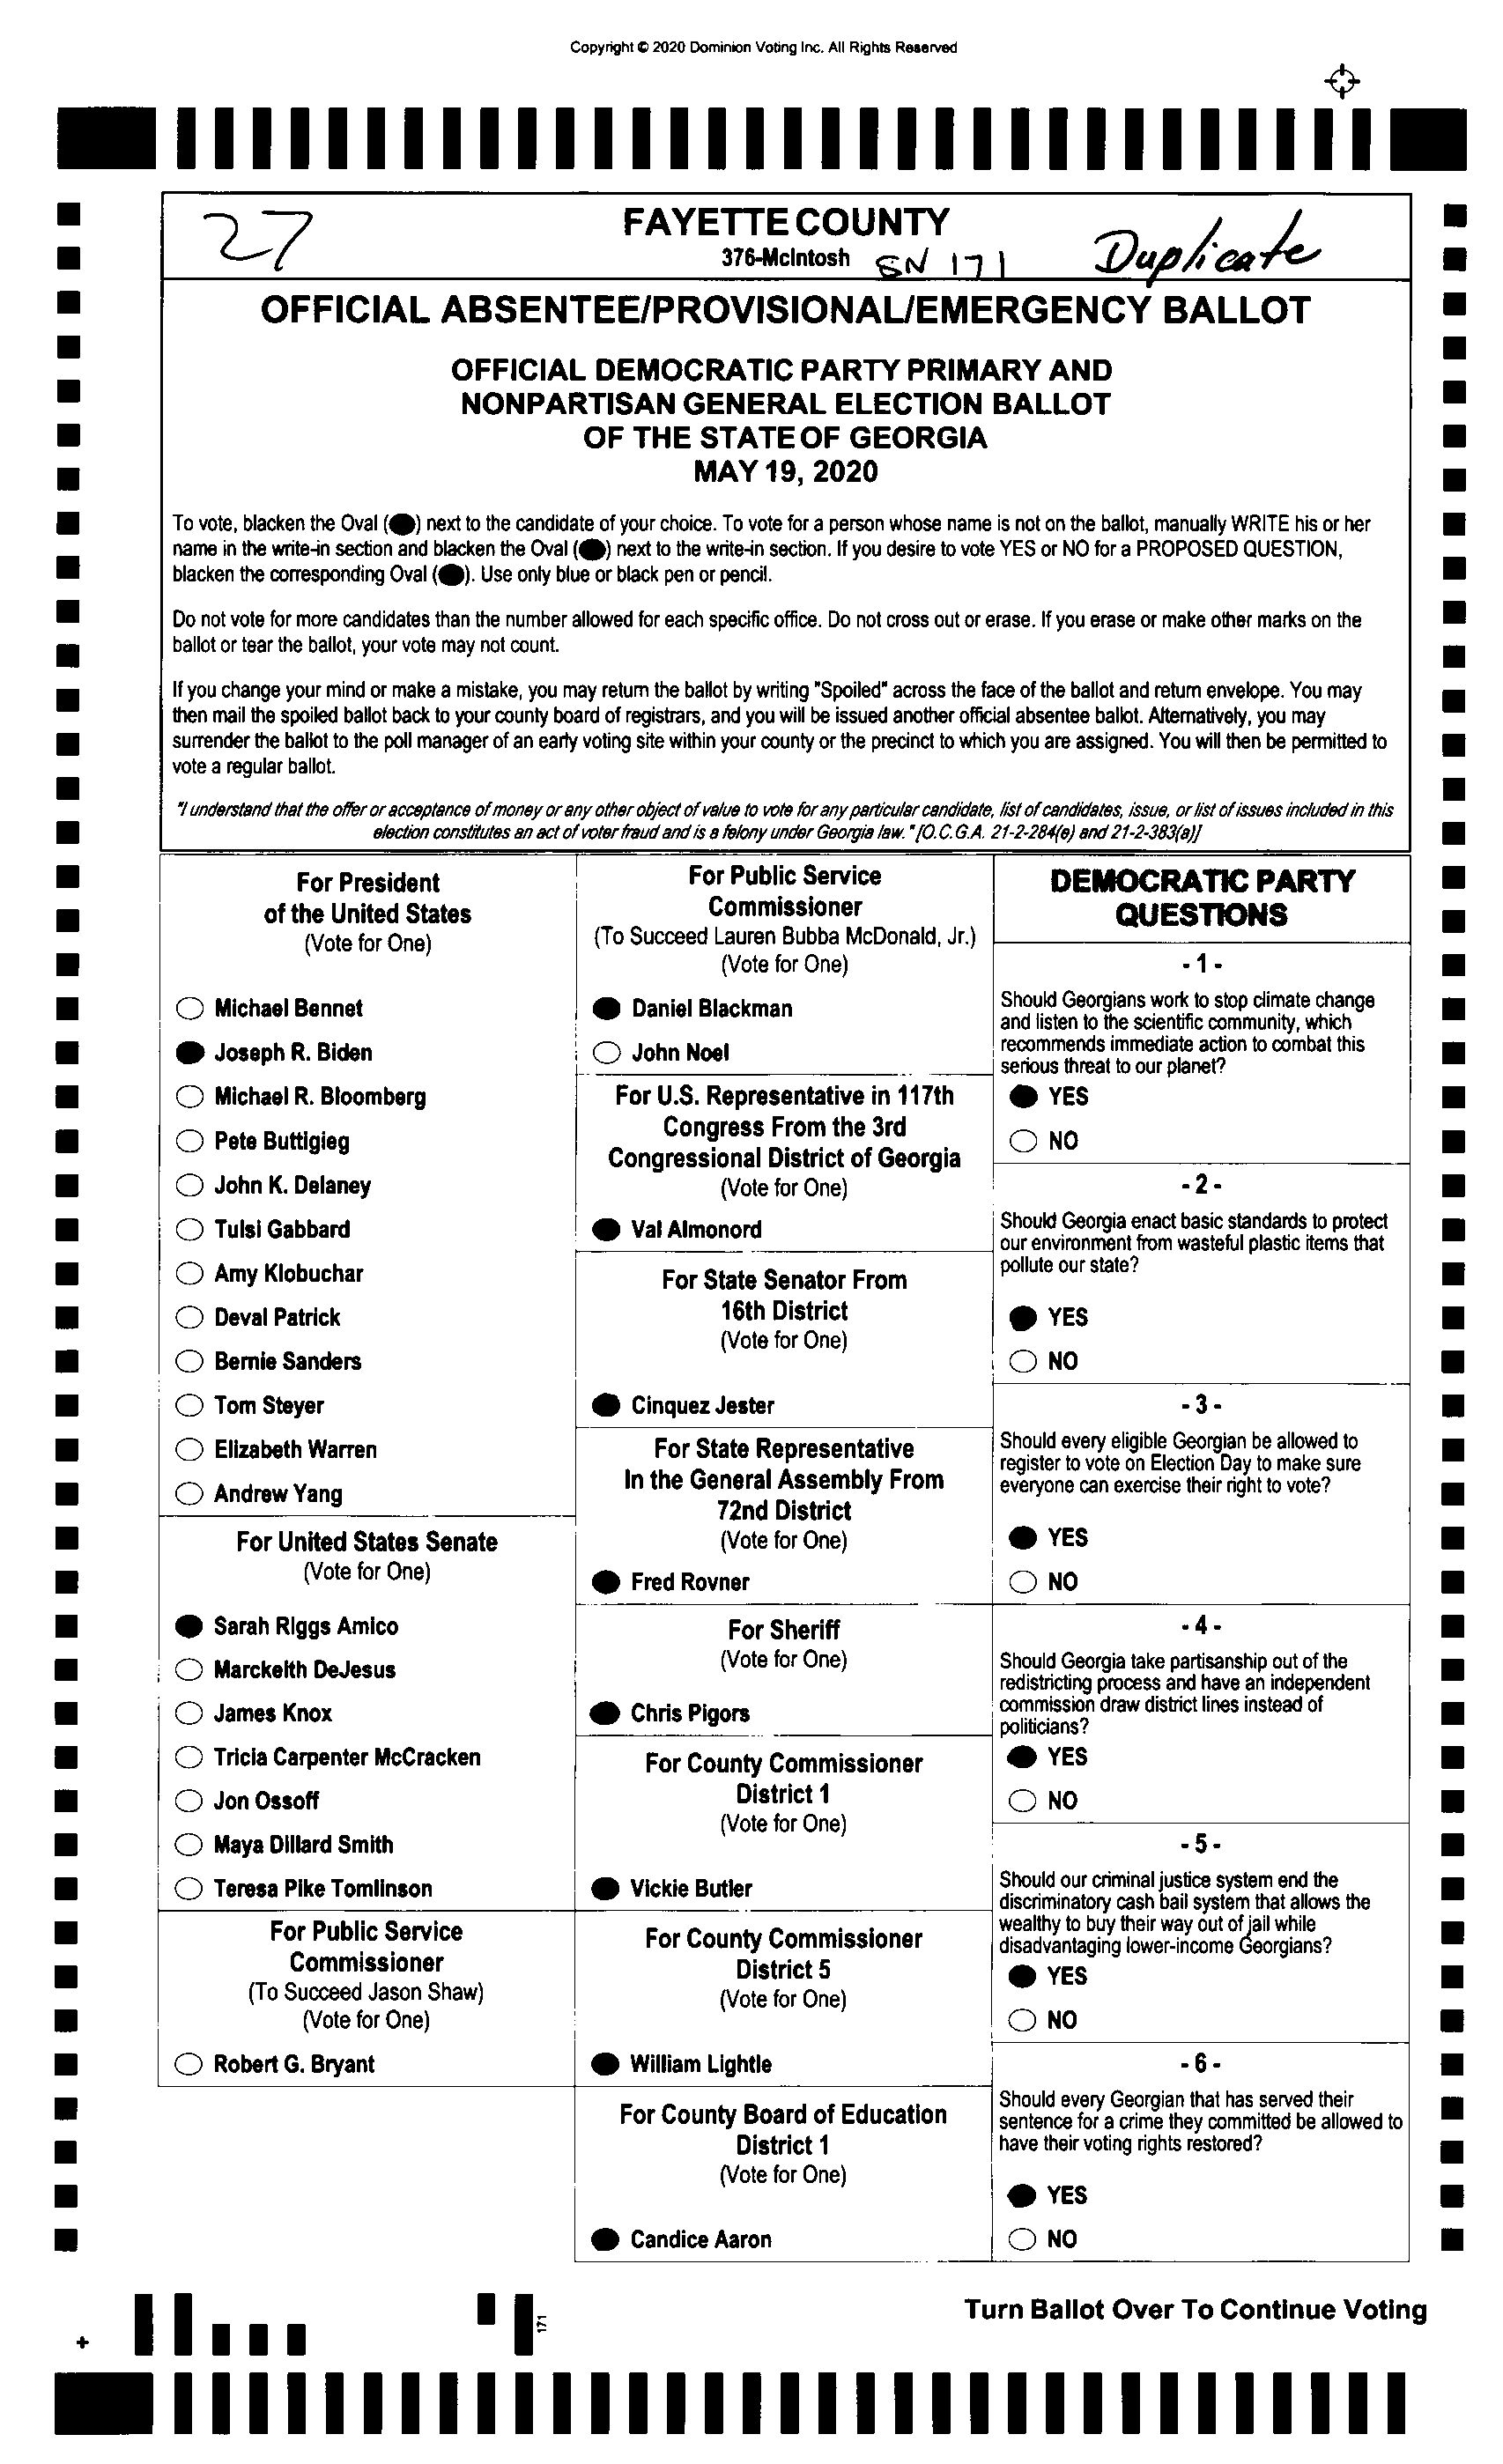 Copyright © 2020 Dominion Voting Inc. All Rights Reserved
27
FAYETTE COUNTY
376-McIntosh SN 171
Duplicate
OFFICIAL ABSENTEE/PROVISIONAL/EMERGENCY BALLOT
OFFICIAL DEMOCRATIC PARTY PRIMARY AND
NONPARTISAN GENERAL ELECTION BALLOT
OF THE STATE OF GEORGIA
MAY 19, 2020
To vote, blacken the Oval ( ) next to the candidate of your choice. To vote for a person whose name is not on the ballot, manually WRITE his or her
name in the write-in section and blacken the Oval ( ) next to the write-in section. If you desire to vote YES or NO for a PROPOSED QUESTION,
blacken the corresponding Oval ( ). Use only blue or black pen or pencil.
Do not vote for more candidates than the number allowed for each specific office. Do not cross out or erase. If you erase or make other marks on the
ballot or tear the ballot, your vote may not count.
If you change your mind or make a mistake, you may return the ballot by writing "Spoiled" across the face of the ballot and return envelope. You may
then mail the spoiled ballot back to your county board of registrars, and you will be issued another official absentee ballot. Alternatively, you may
surrender the ballot to the poll manager of an early voting site within your county or the precinct to which you are assigned. You will then be permitted to
vote a regular ballot.
"I understand that the offer or acceptance of money or any other object of value to vote for any particular candidate, list of candidates, issue, or list of issues included in this
election constitutes an act of voter fraud and is a felony under Georgia law." [O.C.G.A. 21-2-284(e) and 21-2-383(a)]
For President
of the United States
(Vote for One)
Michael Bennet
Joseph R. Biden
Michael R. Bloomberg
Pete Buttigieg
John K. Delaney
Tulsi Gabbard
Amy Klobuchar
Deval Patrick
Bernie Sanders
Tom Steyer
Elizabeth Warren
Andrew Yang
For United States Senate
(Vote for One)
Sarah Riggs Amico
Marckeith DeJesus
James Knox
Tricia Carpenter McCracken
Jon Ossoff
Maya Dillard Smith
Teresa Pike Tomlinson
For Public Service
Commissioner
(To Succeed Jason Shaw)
(Vote for One)
Robert G. Bryant
For Public Service
Commissioner
(To Succeed Lauren Bubba McDonald, Jr.)
(Vote for One)
Daniel Blackman
John Noel
For U.S. Representative in 117th
Congress From the 3rd
Congressional District of Georgia
(Vote for One)
Val Almonord
For State Senator From
16th District
(Vote for One)
Cinquez Jester
For State Representative
In the General Assembly From
72nd District
(Vote for One)
Fred Rovner
For Sheriff
(Vote for One)
Chris Pigors
For County Commissioner
District 1
(Vote for One)
Vickie Butler
For County Commissioner
District 5
(Vote for One)
William Lightle
For County Board of Education
District 1
(Vote for One)
Candice Aaron
DEMOCRATIC PARTY
QUESTIONS
- 1 -
Should Georgians work to stop climate change
and listen to the scientific community, which
recommends immediate action to combat this
serious threat to our planet?
YES
NO
- 2 -
Should Georgia enact basic standards to protect
our environment from wasteful plastic items that
pollute our state?
YES
NO
- 3 -
Should every eligible Georgian be allowed to
register to vote on Election Day to make sure
everyone can exercise their right to vote?
YES
NO
- 4 -
Should Georgia take partisanship out of the
redistricting process and have an independent
commission draw district lines instead of
politicians?
YES
NO
- 5 -
Should our criminal justice system end the
discriminatory cash bail system that allows the
wealthy to buy their way out of jail while
disadvantaging lower-income Georgians?
YES
NO
- 6 -
Should every Georgian that has served their
sentence for a crime they committed be allowed to
have their voting rights restored?
YES
NO
Turn Ballot Over To Continue Voting
171